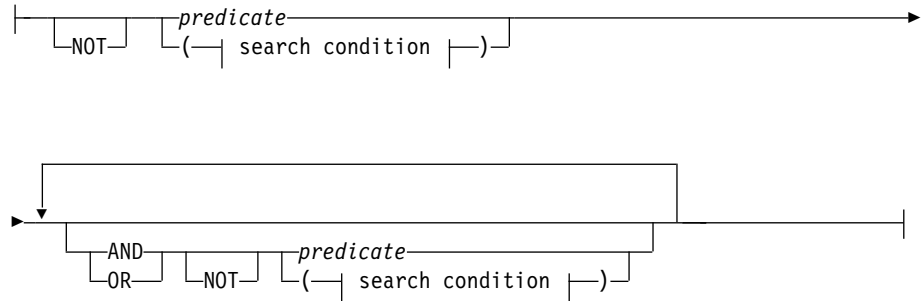 predicate
NOT ( search condition )
AND predicate
OR NOT ( search condition )